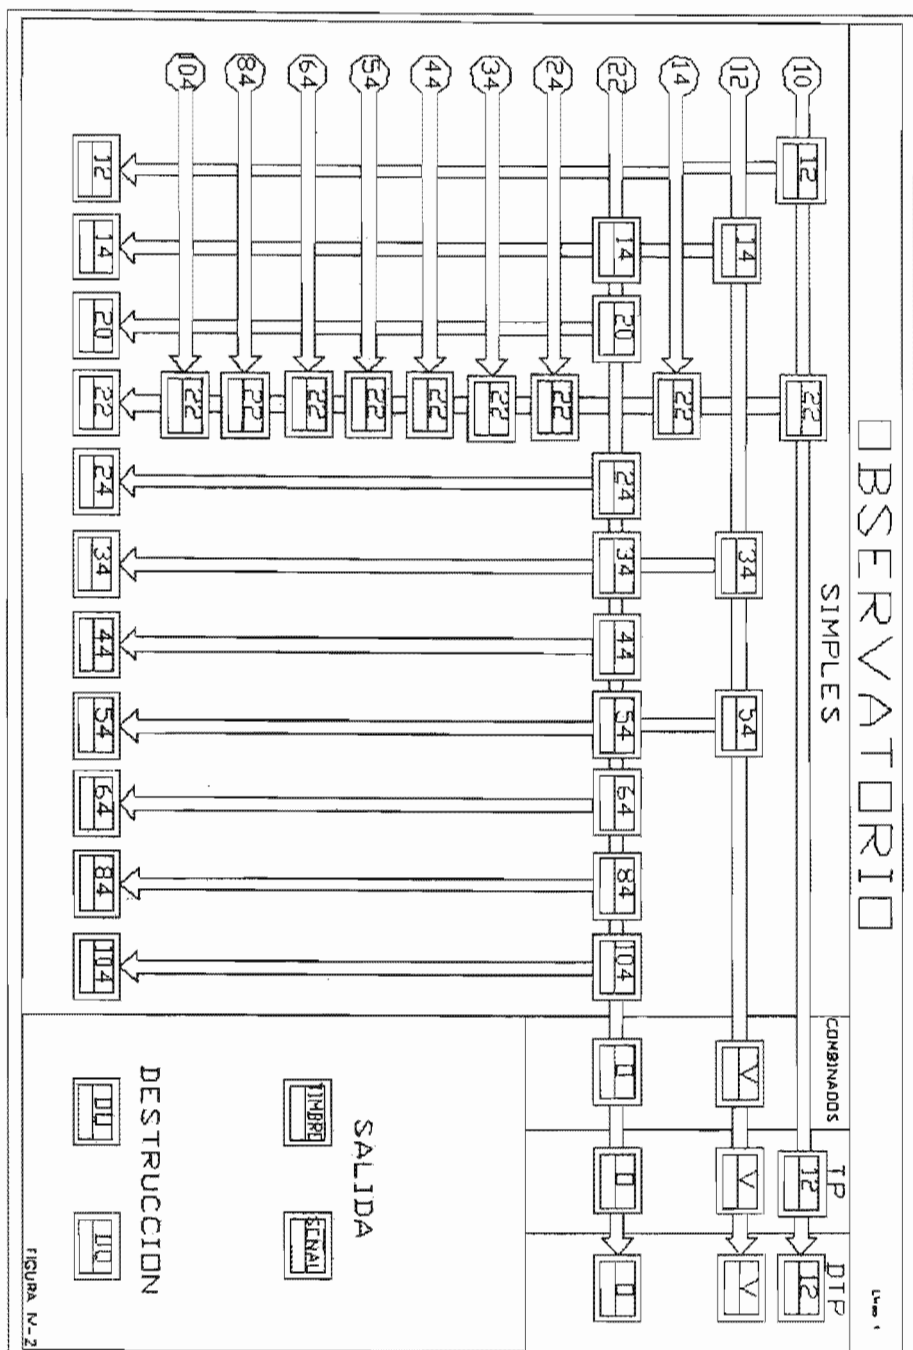 OBSERVATORIO
SIMPLES
COMBINADOS
TP
DTP
10 12 22 12 12
12 14 34 54 V V V
14 22
22 14 20 24 34 44 54 64 84 104 D D D
24 22
34 22
44 22
54 22
64 22
84 22
104 22
12 14 20 22 24 34 44 54 64 84 104
SALIDA
TIMBRO SENAL
DESTRUCCION
FIGURA IV-2